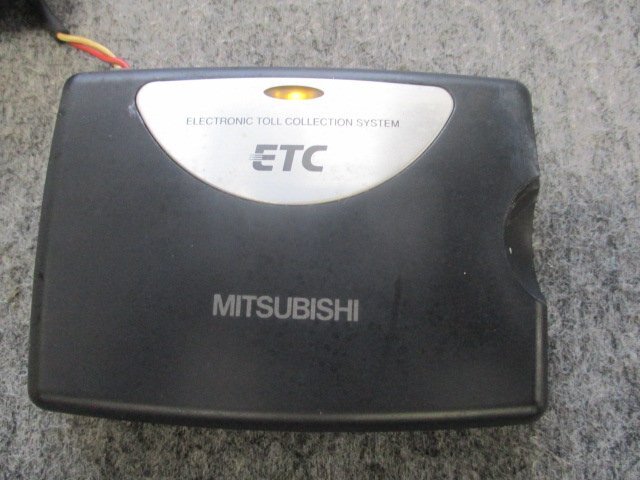 ELECTRONIC TOLL COLLECTION SYSTEM
ETC
MITSUBISHI